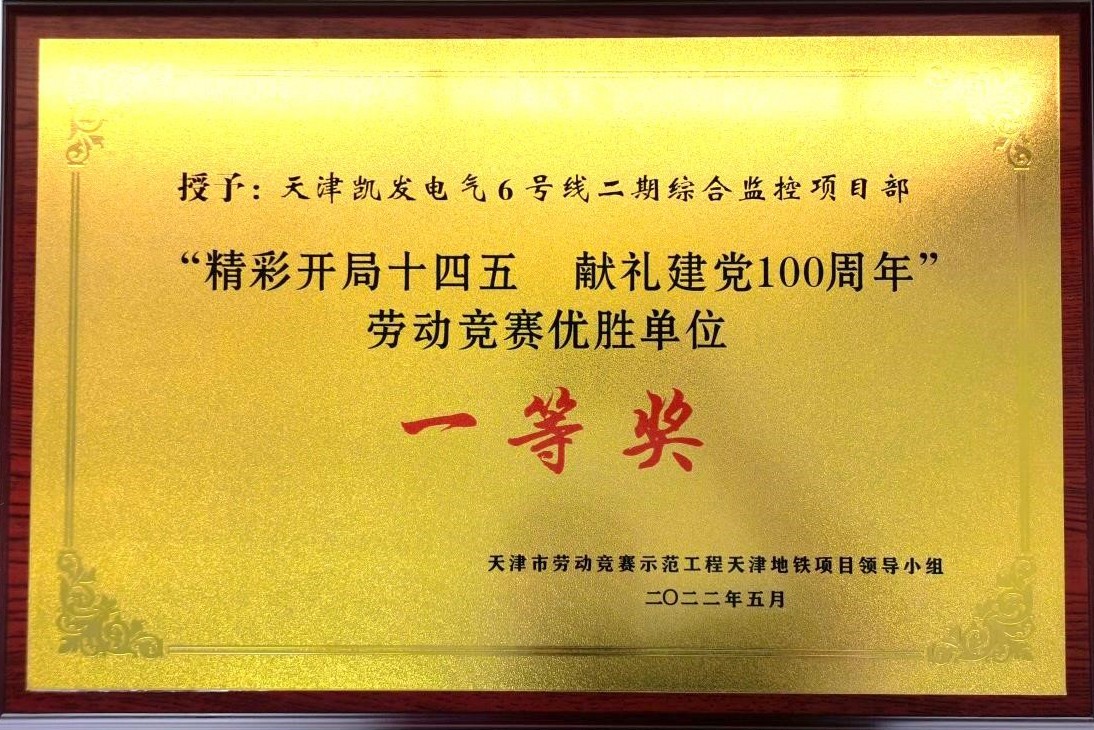 授予：天津凯发电气6号线二期综合监控项目部
“精彩开局十四五 献礼建党100周年”
劳动竞赛优胜单位
一等奖
天津市劳动竞赛示范工程天津地铁项目领导小组
二〇二二年五月